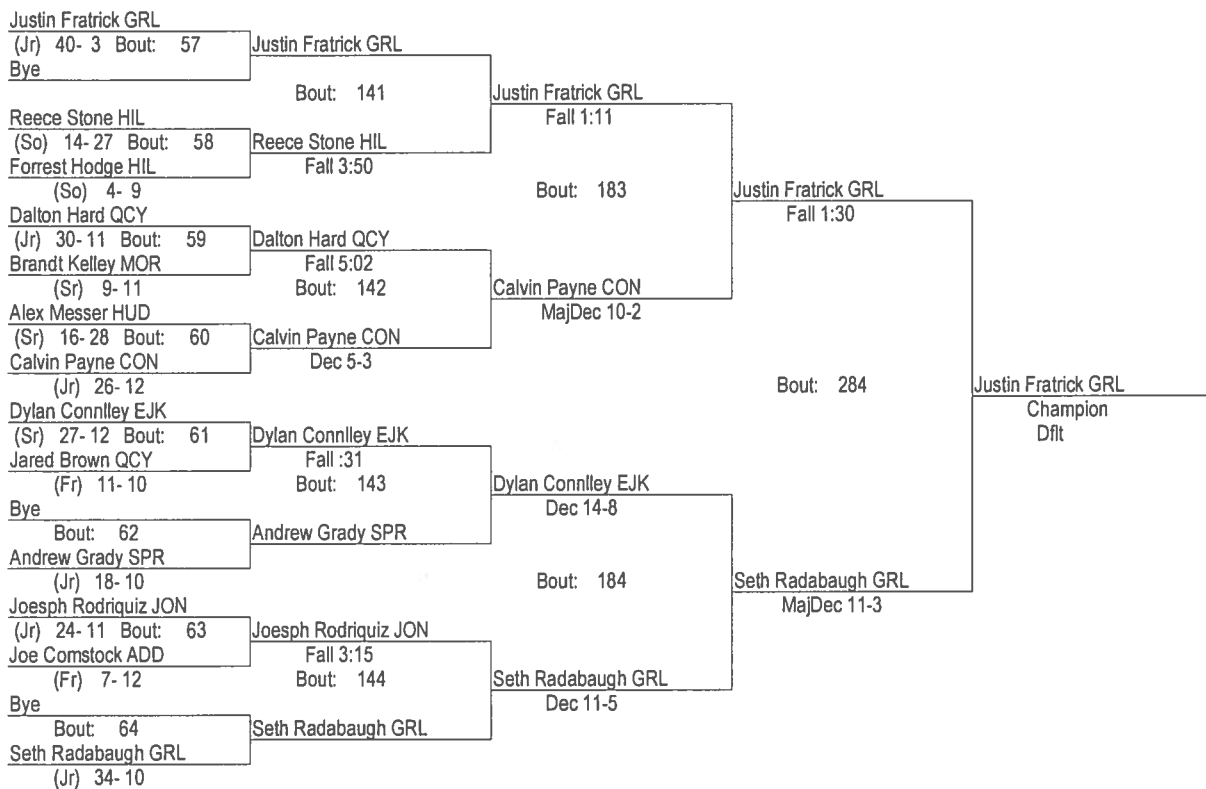 Justin Fratrick GRL
(Jr) 40- 3 Bout: 57
Bye
Reece Stone HIL
(So) 14- 27 Bout: 58
Forrest Hodge HIL
(So) 4- 9
Dalton Hard QCY
(Jr) 30- 11 Bout: 59
Brandt Kelley MOR
(Sr) 9- 11
Alex Messer HUD
(Sr) 16- 28 Bout: 60
Calvin Payne CON
(Jr) 26- 12
Dylan Connlley EJK
(Sr) 27- 12 Bout: 61
Jared Brown QCY
(Fr) 11- 10
Bye
Bout: 62
Andrew Grady SPR
(Jr) 18- 10
Joesph Rodriquiz JON
(Jr) 24- 11 Bout: 63
Joe Comstock ADD
(Fr) 7- 12
Bye
Bout: 64
Seth Radabaugh GRL
(Jr) 34- 10
Justin Fratrick GRL
Bout: 141
Reece Stone HIL
Fall 3:50
Dalton Hard QCY
Fall 5:02
Bout: 142
Calvin Payne CON
Dec 5-3
Dylan Connlley EJK
Fall :31
Bout: 143
Andrew Grady SPR
Joesph Rodriquiz JON
Fall 3:15
Bout: 144
Seth Radabaugh GRL
Justin Fratrick GRL
Fall 1:11
Bout: 183
Calvin Payne CON
MajDec 10-2
Dylan Connlley EJK
Dec 14-8
Bout: 184
Seth Radabaugh GRL
Dec 11-5
Justin Fratrick GRL
Fall 1:30
Bout: 284
Seth Radabaugh GRL
MajDec 11-3
Justin Fratrick GRL
Champion
Dflt